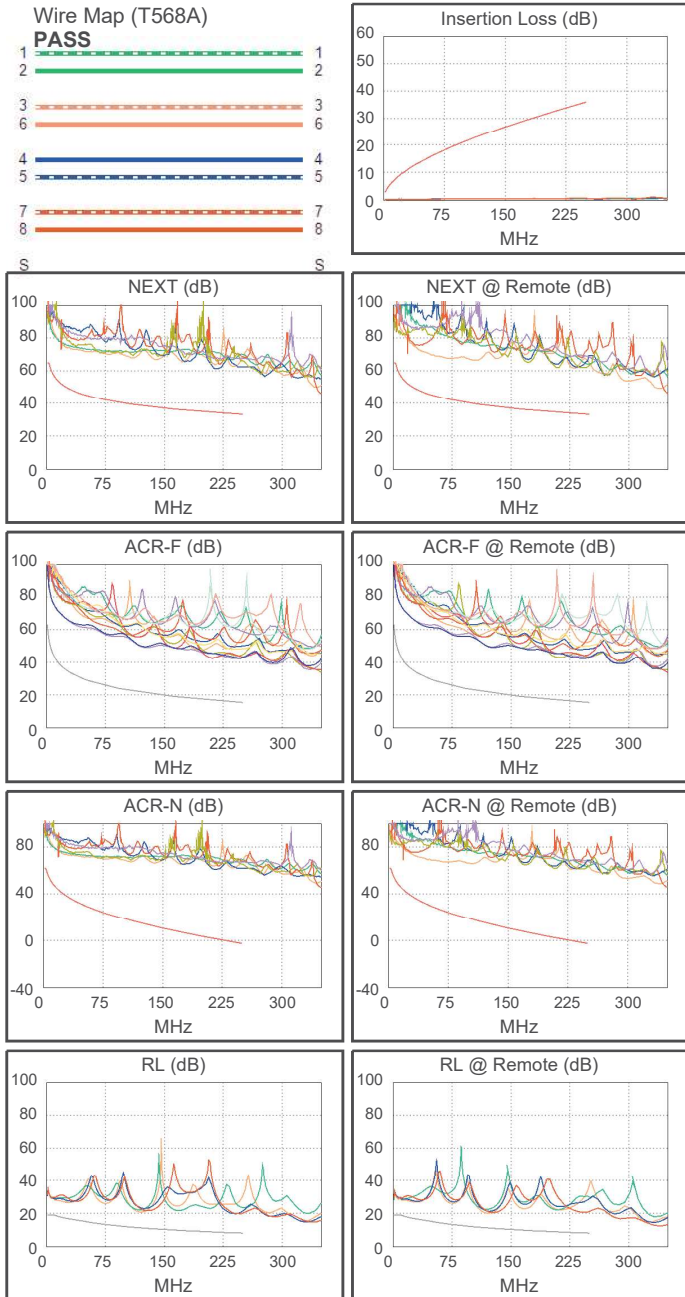 Wire Map (T568A)
PASS
1 1
2 2
3 3
6 6
4 4
5 5
7 7
8 8
S S
Insertion Loss (dB)
60
50
40
30
20
10
0
0 75 150 225 300
MHz
NEXT (dB)
100
80
60
40
20
0
0 75 150 225 300
MHz
NEXT @ Remote (dB)
100
80
60
40
20
0
0 75 150 225 300
MHz
ACR-F (dB)
100
80
60
40
20
0
0 75 150 225 300
MHz
ACR-F @ Remote (dB)
100
80
60
40
20
0
0 75 150 225 300
MHz
ACR-N (dB)
80
40
0
-40
0 75 150 225 300
MHz
ACR-N @ Remote (dB)
80
40
0
-40
0 75 150 225 300
MHz
RL (dB)
100
80
60
40
20
0
0 75 150 225 300
MHz
RL @ Remote (dB)
100
80
60
40
20
0
0 75 150 225 300
MHz